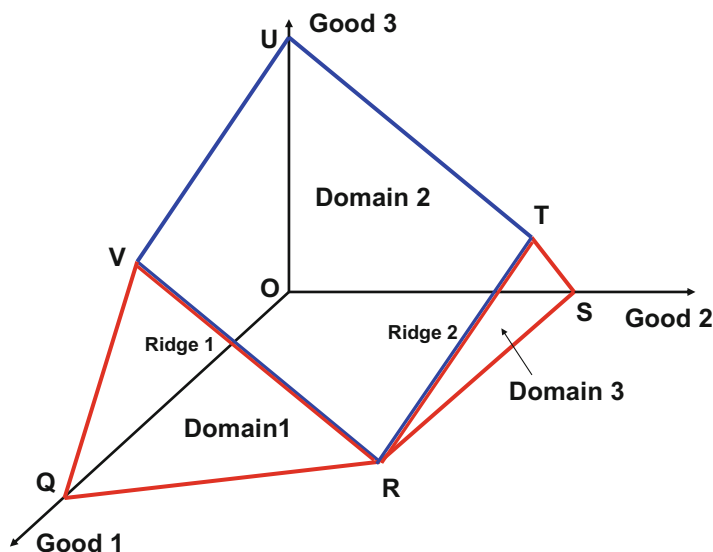 U
Good 3
Domain 2
T
V
O
S
Good 2
Ridge 1
Ridge 2
Domain 3
Domain1
Q
R
Good 1